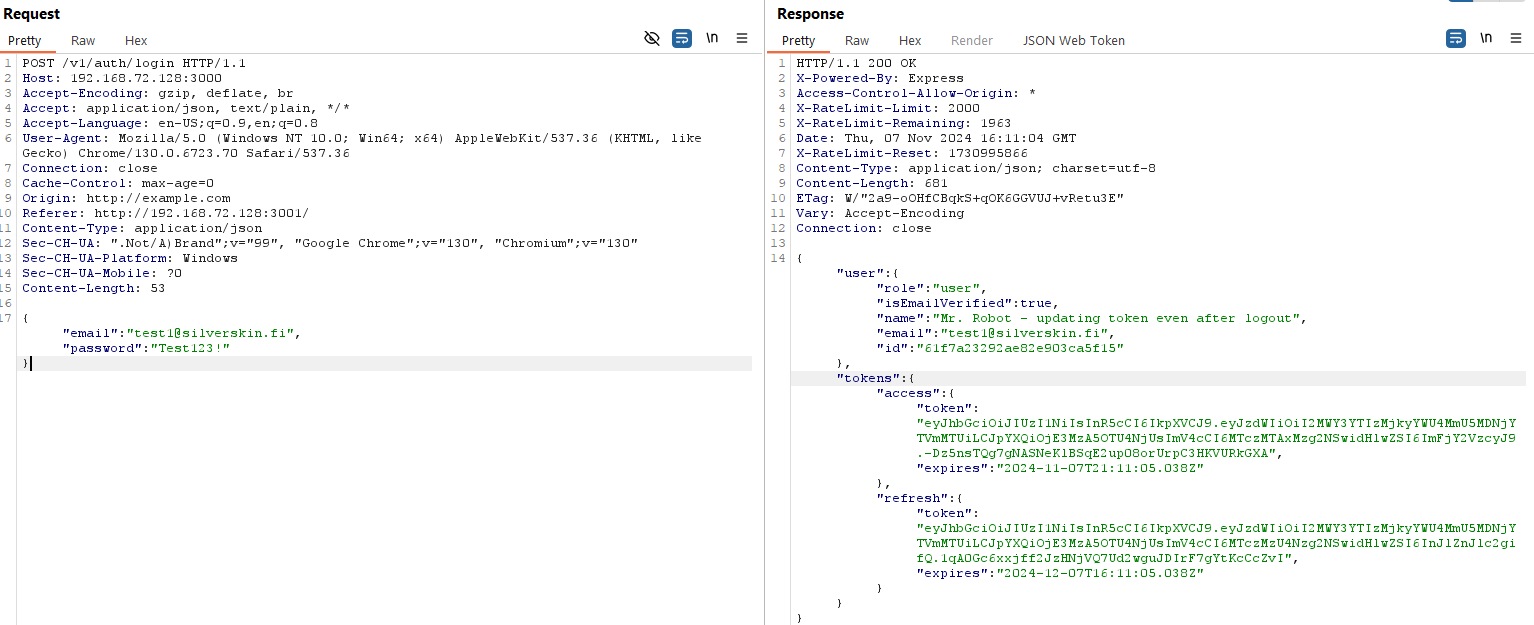 Request
Pretty Raw Hex
\n
1 POST /v1/auth/login HTTP/1.1
2 Host: 192.168.72.128:3000
3 Accept-Encoding: gzip, deflate, br
4 Accept: application/json, text/plain, */*
5 Accept-Language: en-US;q=0.9,en;q=0.8
6 User-Agent: Mozilla/5.0 (Windows NT 10.0; Win64; x64) AppleWebKit/537.36 (KHTML, like
Gecko) Chrome/130.0.6723.70 Safari/537.36
7 Connection: close
8 Cache-Control: max-age=0
9 Origin: http://example.com
10 Referer: http://192.168.72.128:3001/
11 Content-Type: application/json
12 Sec-CH-UA: ".Not/A)Brand";v="99", "Google Chrome";v="130", "Chromium";v="130"
13 Sec-CH-UA-Platform: Windows
14 Sec-CH-UA-Mobile: ?0
15 Content-Length: 53
16
17 {
"email":"test1@silverskin.fi",
"password":"Test123!"
}
Response
Pretty Raw Hex Render JSON Web Token
\n
1 HTTP/1.1 200 OK
2 X-Powered-By: Express
3 Access-Control-Allow-Origin: *
4 X-RateLimit-Limit: 2000
5 X-RateLimit-Remaining: 1963
6 Date: Thu, 07 Nov 2024 16:11:04 GMT
7 X-RateLimit-Reset: 1730995866
8 Content-Type: application/json; charset=utf-8
9 Content-Length: 681
10 ETag: W/"2a9-oOHfCBqkS+qOK6GGVUJ+vRetu3E"
11 Vary: Accept-Encoding
12 Connection: close
13
14 {
"user":{
"role":"user",
"isEmailVerified":true,
"name":"Mr. Robot - updating token even after logout",
"email":"test1@silverskin.fi",
"id":"61f7a23292ae82e903ca5f15"
},
"tokens":{
"access":{
"token":
"eyJhbGciOiJIUzI1NiIsInR5cCI6IkpXVCJ9.eyJzdWIiOiI2MWY3YTIzMjkyYWU4MmU5MDNjY
TVmMTUiLCJpYXQiOjE3MzA5OTU4NjUsImV4cCI6MTczMTAxMzg2NSwidHlwZSI6ImFjY2VzcyJ9
.-Dz5nsTQg7gNASNeKlBSqE2up08orUrpC3HKVURkGXA",
"expires":"2024-11-07T21:11:05.038Z"
},
"refresh":{
"token":
"eyJhbGciOiJIUzI1NiIsInR5cCI6IkpXVCJ9.eyJzdWIiOiI2MWY3YTIzMjkyYWU4MmU5MDNjY
TVmMTUiLCJpYXQiOjE3MzA5OTU4NjUsImV4cCI6MTczMzU4Nzg2NSwidHlwZSI6InJlZnJlc2gi
fQ.1qA0Gc6xxjff2JzHNjVQ7Ud2wguJDIrF7gYtKcCcZvI",
"expires":"2024-12-07T16:11:05.038Z"
}
}
}